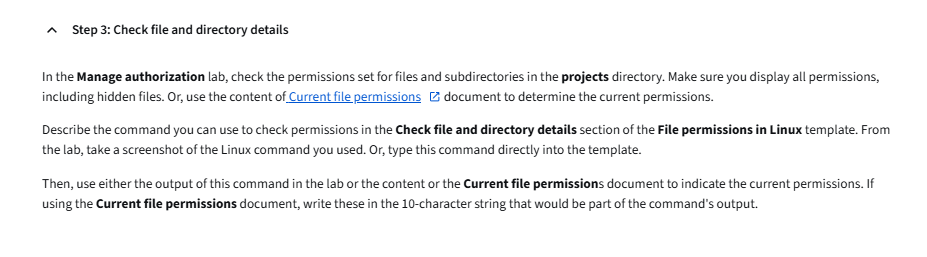 Step 3: Check file and directory details
In the Manage authorization lab, check the permissions set for files and subdirectories in the projects directory. Make sure you display all permissions,
including hidden files. Or, use the content of Current file permissions document to determine the current permissions.
Describe the command you can use to check permissions in the Check file and directory details section of the File permissions in Linux template. From
the lab, take a screenshot of the Linux command you used. Or, type this command directly into the template.
Then, use either the output of this command in the lab or the content or the Current file permissions document to indicate the current permissions. If
using the Current file permissions document, write these in the 10-character string that would be part of the command's output.